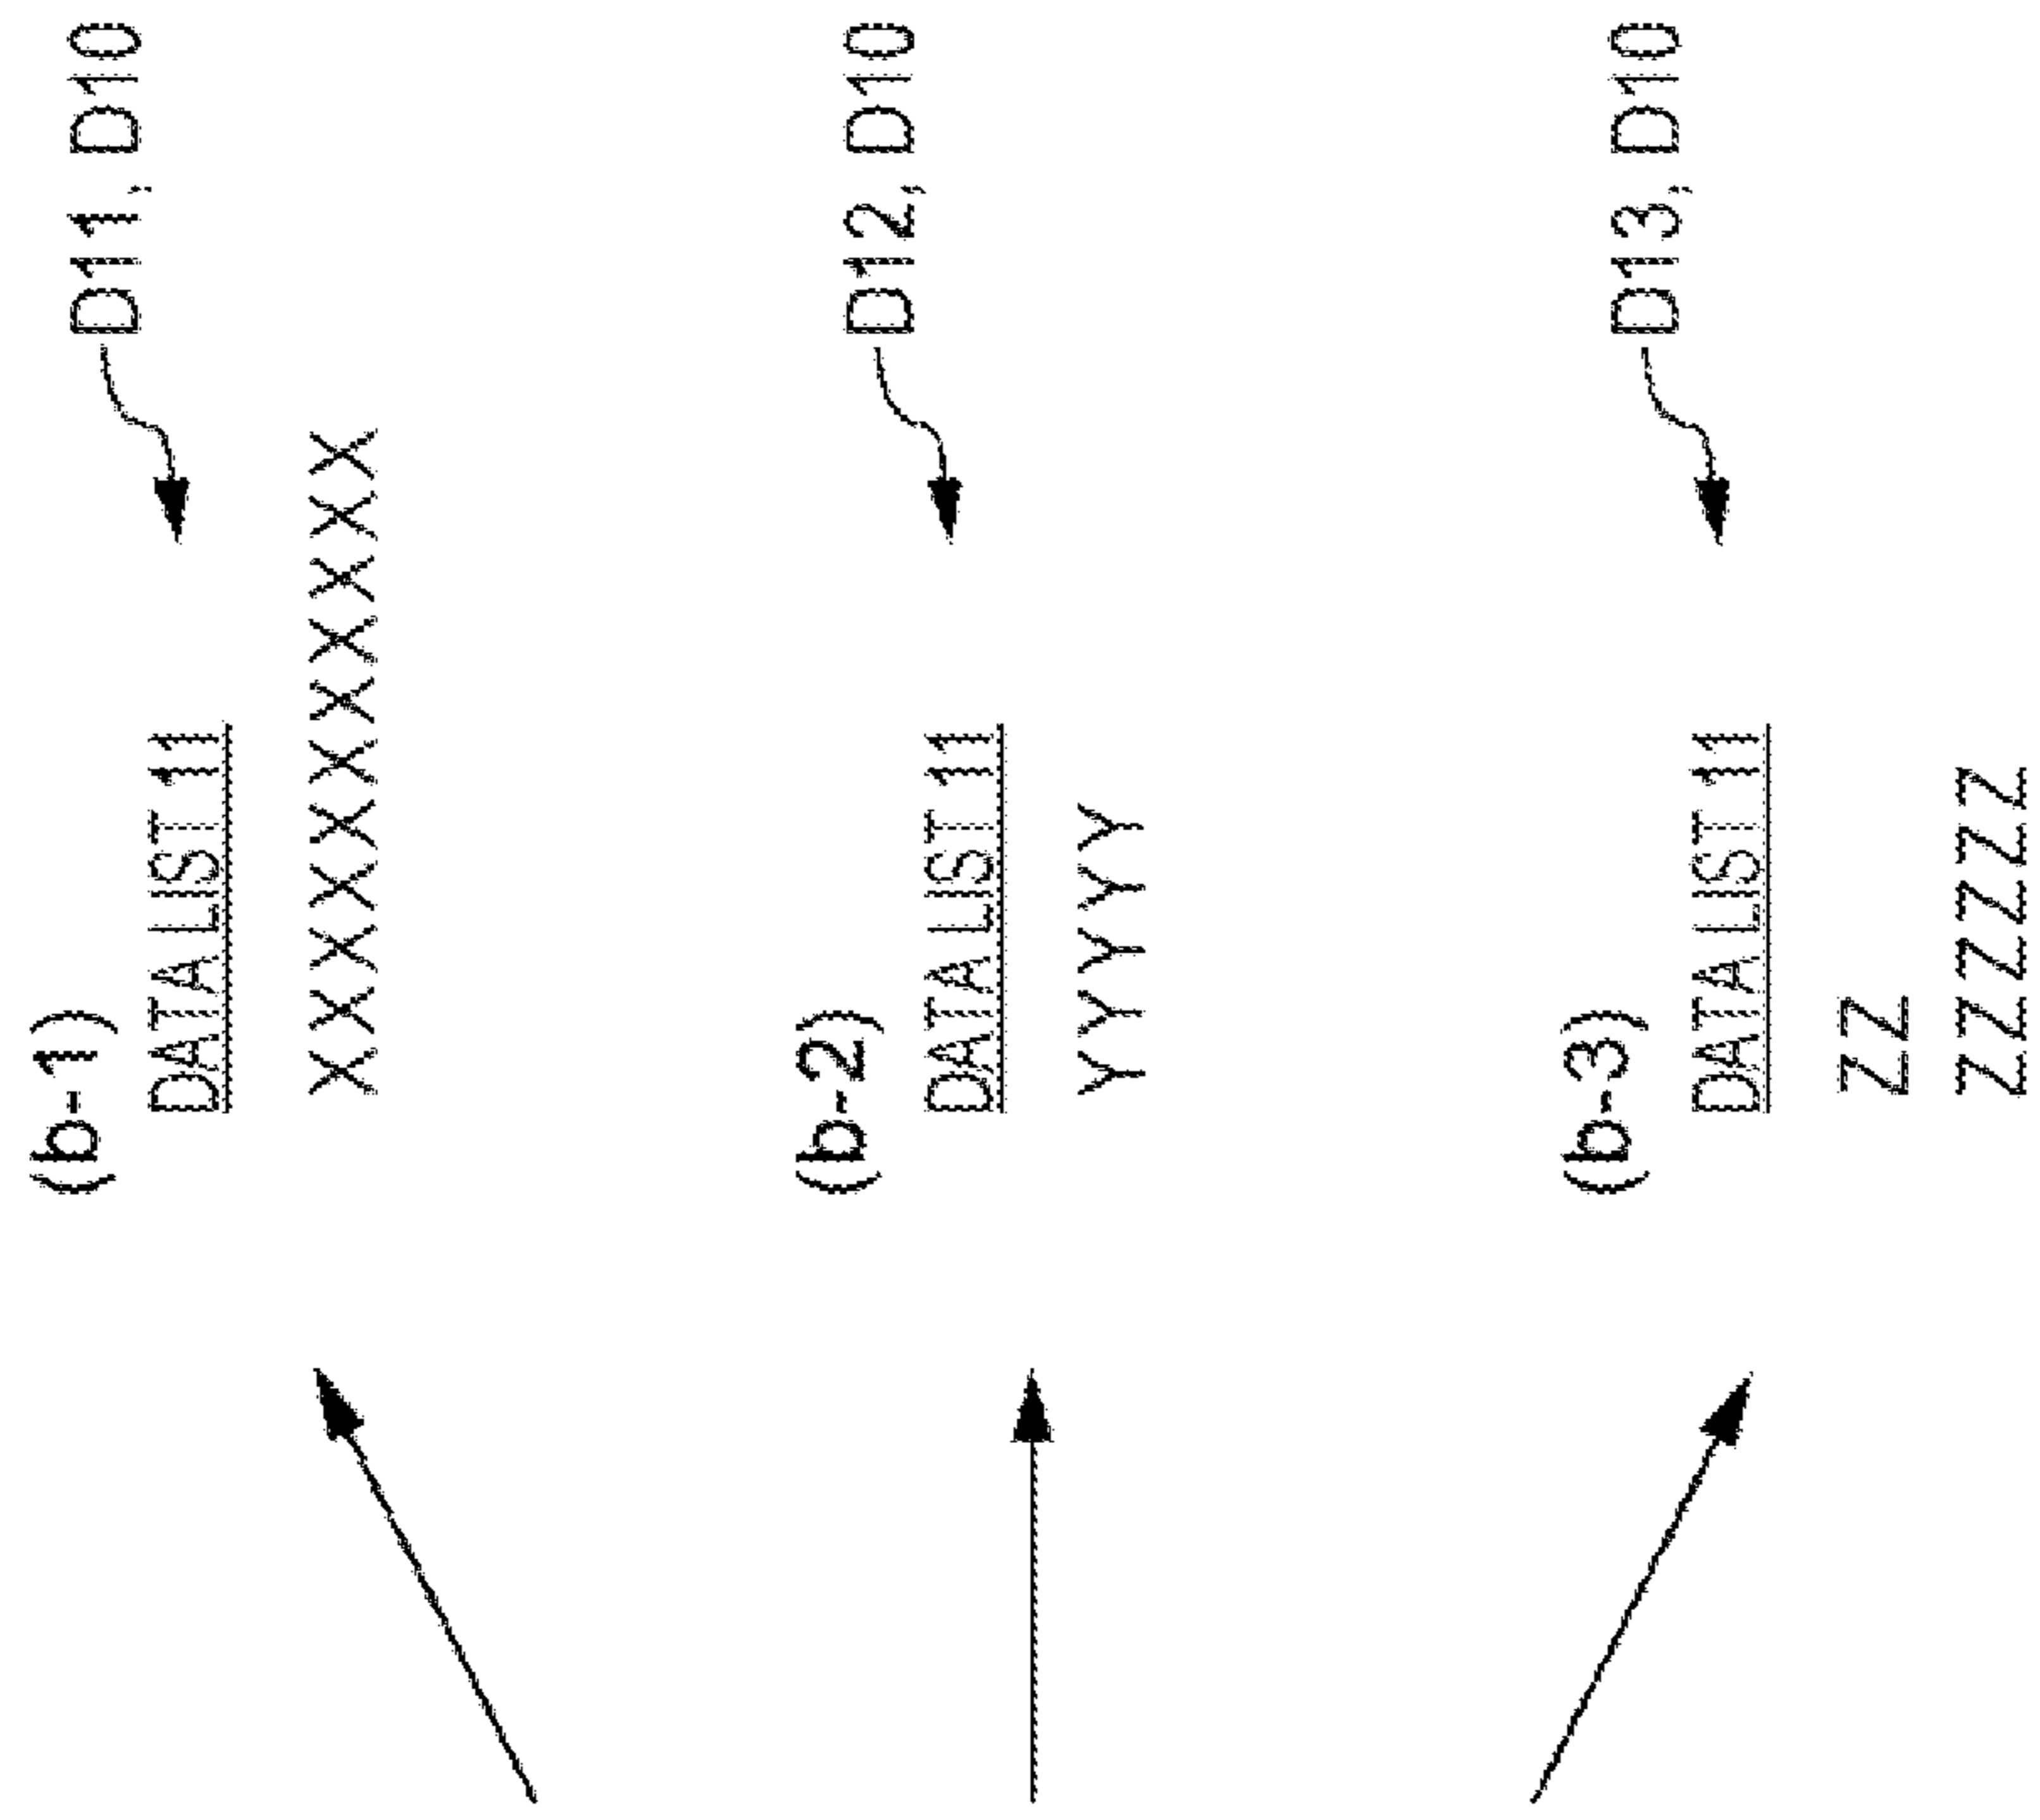 (b-1)
D11, D10
DATA LIST 11
XXXXXXXXXXX
(b-2)
D12, D10
DATA LIST 11
YYYYY
(b-3)
D13, D10
DATA LIST 11
ZZ
ZZZZZZ